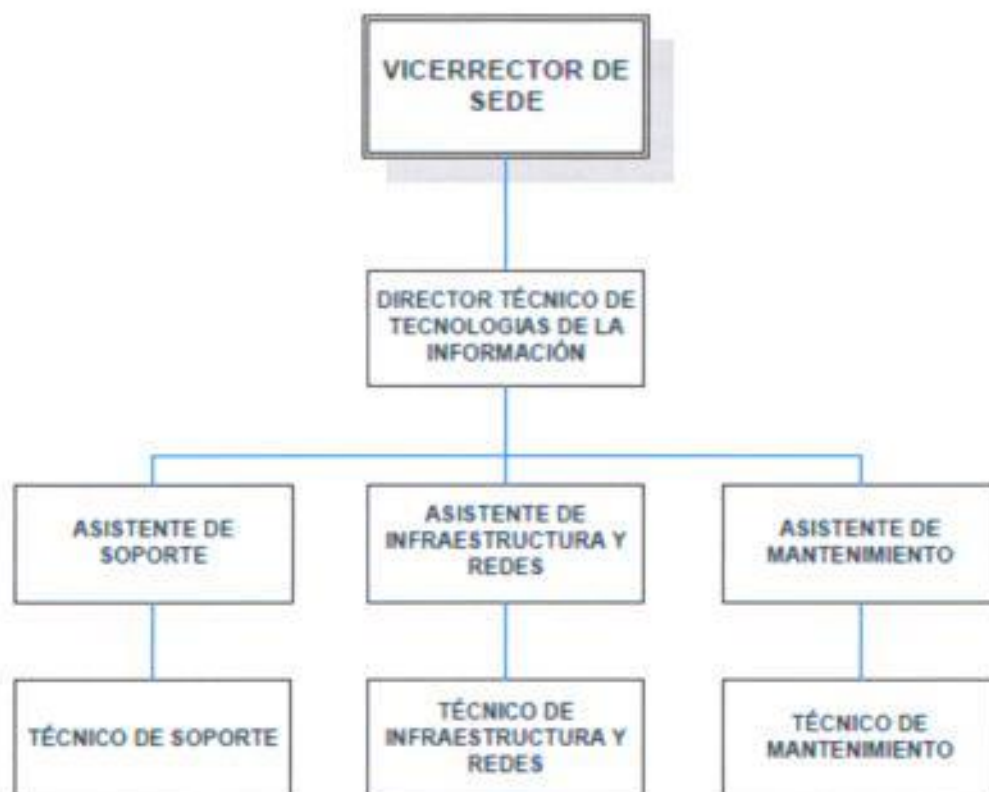 VICERRECTOR DE
SEDE
DIRECTOR TÉCNICO DE
TECNOLOGIAS DE LA
INFORMACIÓN
ASISTENTE DE
SOPORTE
ASISTENTE DE
INFRAESTRUCTURA Y
REDES
ASISTENTE DE
MANTENIMIENTO
TÉCNICO DE SOPORTE
TÉCNICO DE
INFRAESTRUCTURA Y
REDES
TÉCNICO DE
MANTENIMIENTO